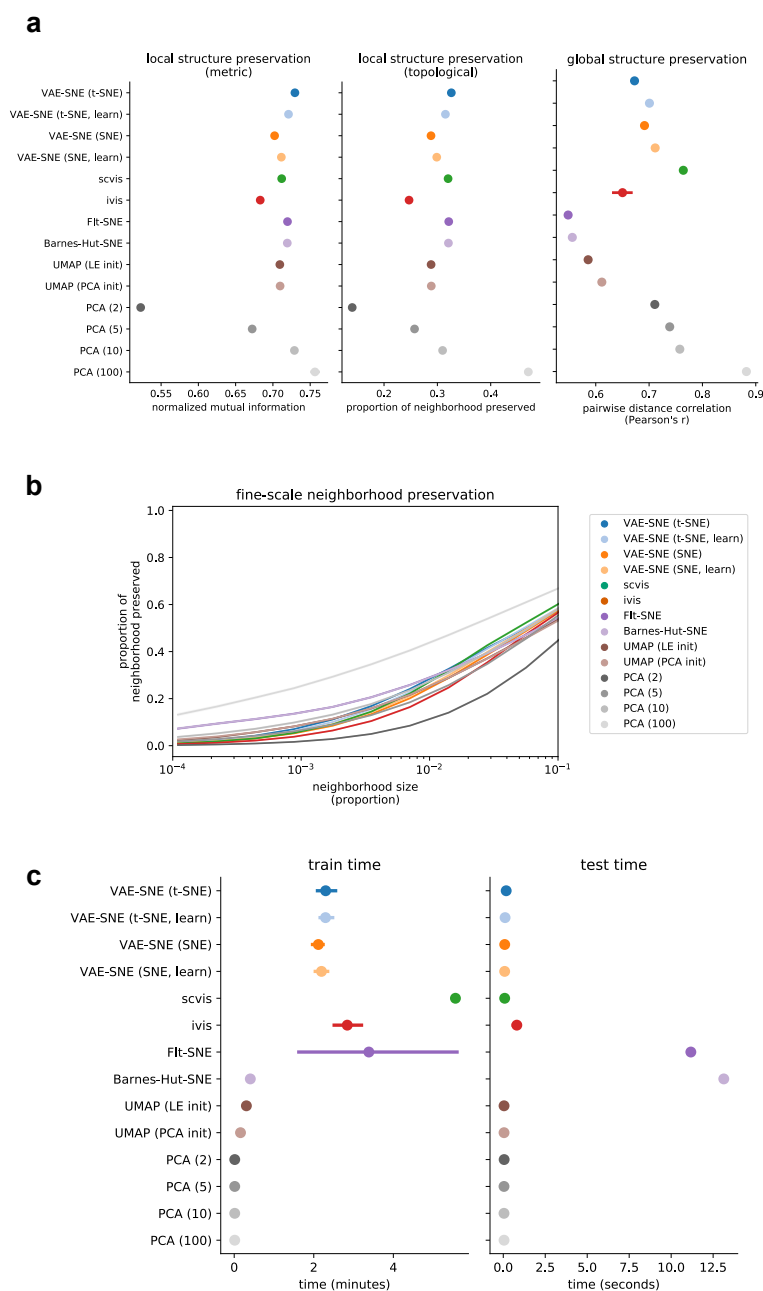 a
local structure preservation
(metric)
local structure preservation
(topological)
global structure preservation
VAE-SNE (t-SNE)
VAE-SNE (t-SNE, learn)
VAE-SNE (SNE)
VAE-SNE (SNE, learn)
scvis
ivis
FIt-SNE
Barnes-Hut-SNE
UMAP (LE init)
UMAP (PCA init)
PCA (2)
PCA (5)
PCA (10)
PCA (100)
0.55 0.60 0.65 0.70 0.75
normalized mutual information
0.2 0.3 0.4
proportion of neighborhood preserved
0.6 0.7 0.8 0.9
pairwise distance correlation
(Pearson's r)
b
fine-scale neighborhood preservation
1.0
0.8
0.6
0.4
0.2
0.0
proportion of
neighborhood preserved
10⁻⁴ 10⁻³ 10⁻² 10⁻¹
neighborhood size
(proportion)
VAE-SNE (t-SNE)
VAE-SNE (t-SNE, learn)
VAE-SNE (SNE)
VAE-SNE (SNE, learn)
scvis
ivis
FIt-SNE
Barnes-Hut-SNE
UMAP (LE init)
UMAP (PCA init)
PCA (2)
PCA (5)
PCA (10)
PCA (100)
c
train time
test time
VAE-SNE (t-SNE)
VAE-SNE (t-SNE, learn)
VAE-SNE (SNE)
VAE-SNE (SNE, learn)
scvis
ivis
FIt-SNE
Barnes-Hut-SNE
UMAP (LE init)
UMAP (PCA init)
PCA (2)
PCA (5)
PCA (10)
PCA (100)
0 2 4
time (minutes)
0.0 2.5 5.0 7.5 10.0 12.5
time (seconds)